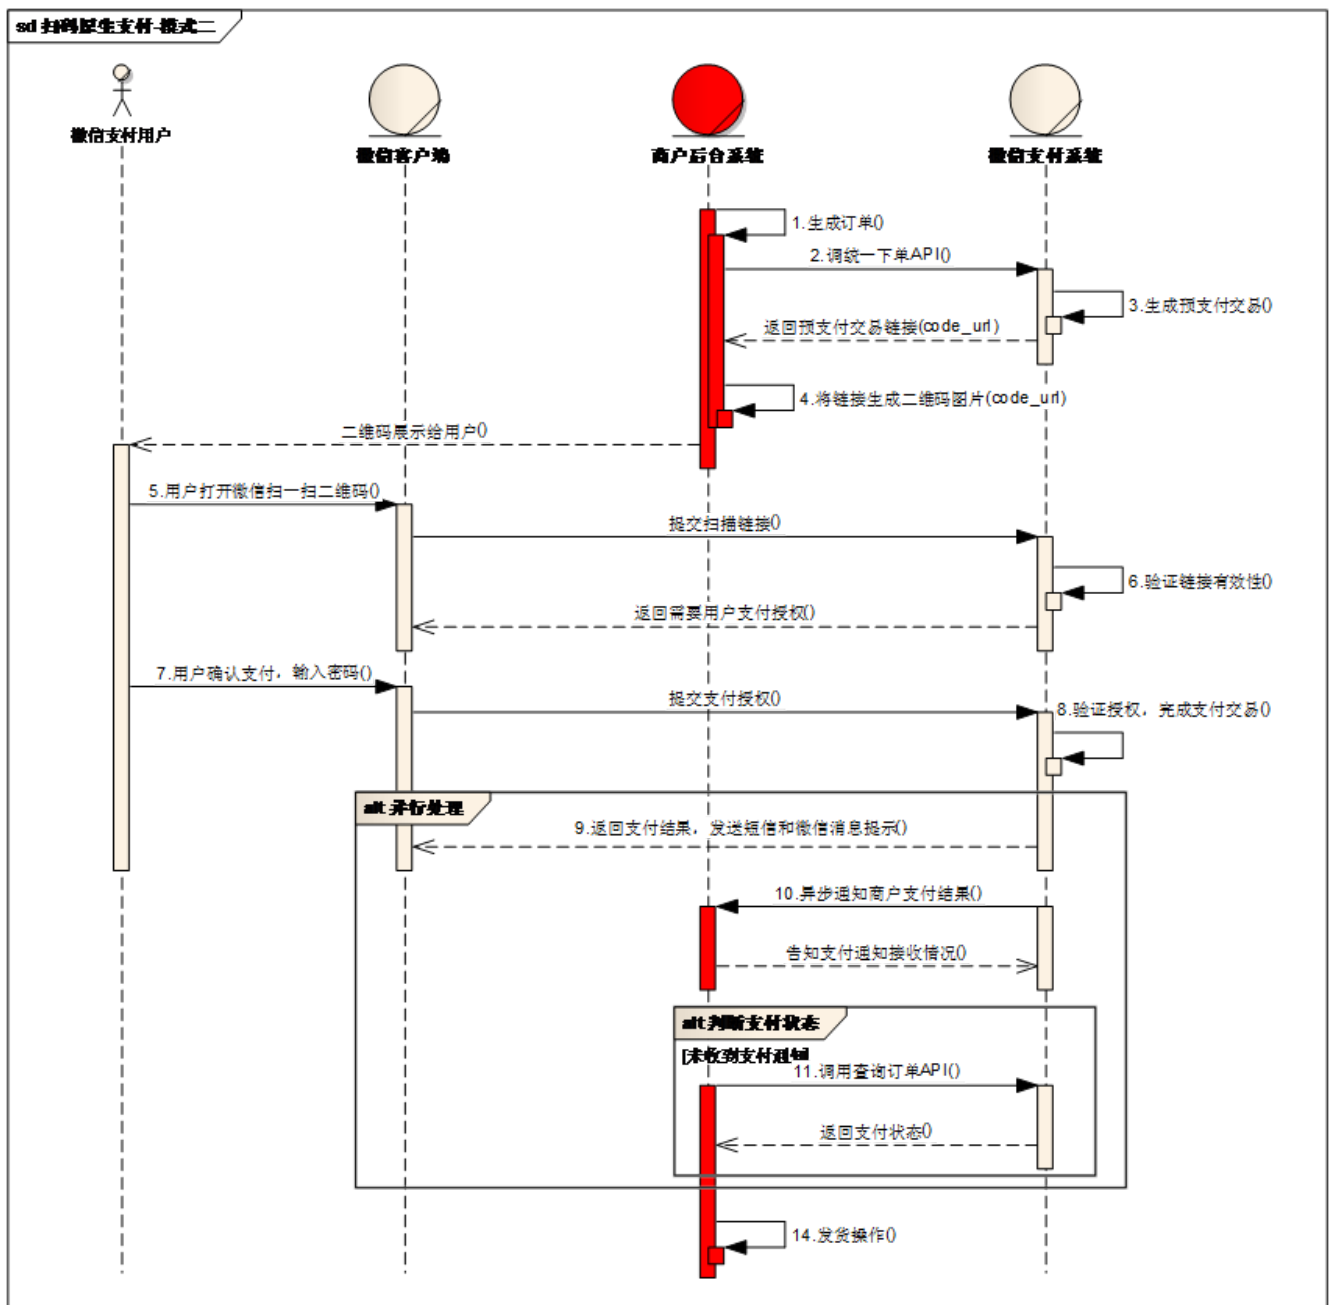 sd 扫码原生支付-模式二
微信支付用户
微信客户端
商户后台系统
微信支付系统
1.生成订单()
2.调统一下单API()
3.生成预支付交易()
返回预支付交易链接(code_url)
4.将链接生成二维码图片(code_url)
二维码展示给用户()
5.用户打开微信扫一扫二维码()
提交扫描链接()
6.验证链接有效性()
返回需要用户支付授权()
7.用户确认支付，输入密码()
提交支付授权()
8.验证授权，完成支付交易()
alt 并行处理
9.返回支付结果，发送短信和微信消息提示()
10.异步通知商户支付结果()
告知支付通知接收情况()
alt 判断支付状态
[未收到支付通知]
11.调用查询订单API()
返回支付状态()
14.发货操作()